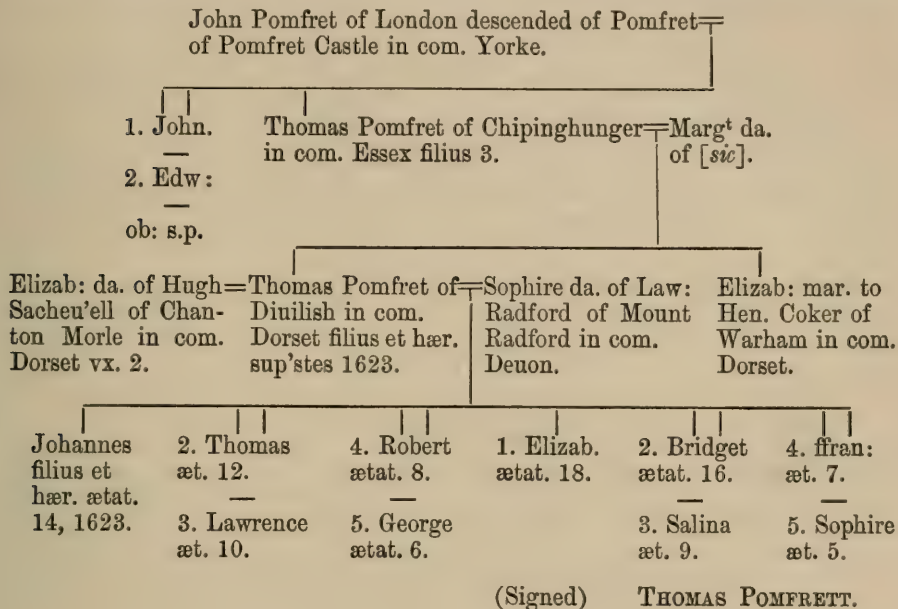 John Pomfret of London descended of Pomfret
of Pomfret Castle in com. Yorke.
1. John.
2. Edw:
ob: s.p.
Thomas Pomfret of Chipinghunger
in com. Essex filius 3.
Margᵗ da.
of [sic].
Elizab: da. of Hugh
Sacheu'ell of Chan-
ton Morle in com.
Dorset vx. 2.
Thomas Pomfret of
Diuilish in com.
Dorset filius et hær.
sup'stes 1623.
Sophire da. of Law:
Radford of Mount
Radford in com.
Deuon.
Elizab: mar. to
Hen. Coker of
Warham in com.
Dorset.
Johannes
filius et
hær. ætat.
14, 1623.
2. Thomas
æt. 12.
3. Lawrence
æt. 10.
4. Robert
ætat. 8.
5. George
ætat. 6.
1. Elizab.
ætat. 18.
2. Bridget
ætat. 16.
3. Salina
æt. 9.
4. ffran:
æt. 7.
5. Sophire
æt. 5.
(Signed) THOMAS POMFRETT.